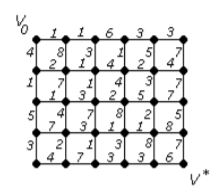 V₀
1 1 6 3 3
4 8 3 1 5 7
2 1 4 2 4
1 7 1 4 3 7
1 3 2 5 7
5 4 7 8 2 5
7 3 1 1 8
3 2 1 3 8 7
4 7 3 3 6
V*